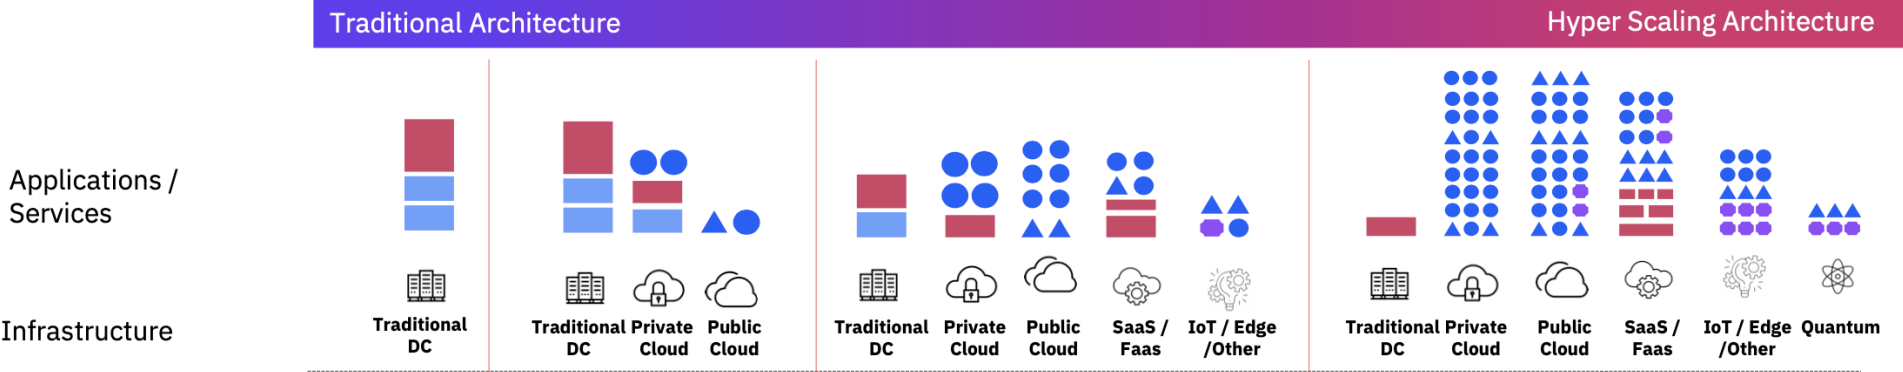 Traditional Architecture
Hyper Scaling Architecture
Applications /
Services
Infrastructure
Traditional
DC
Traditional
DC
Private
Cloud
Public
Cloud
Traditional
DC
Private
Cloud
Public
Cloud
SaaS /
Faas
IoT / Edge
/Other
Traditional
DC
Private
Cloud
Public
Cloud
SaaS /
Faas
IoT / Edge
/Other
Quantum